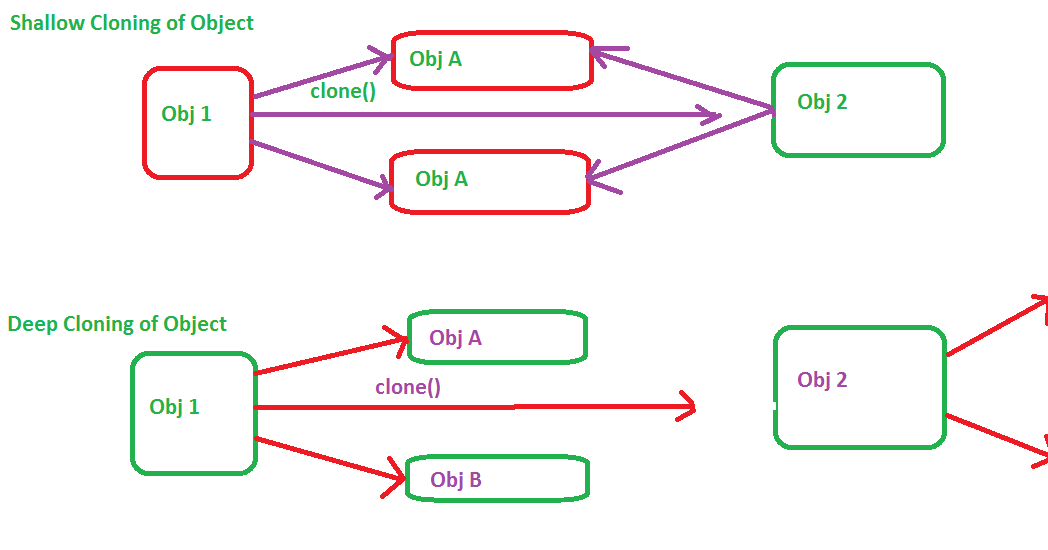 Shallow Cloning of Object
Obj A
clone()
Obj 1
Obj 2
Obj A
Deep Cloning of Object
Obj A
clone()
Obj 1
Obj 2
Obj B